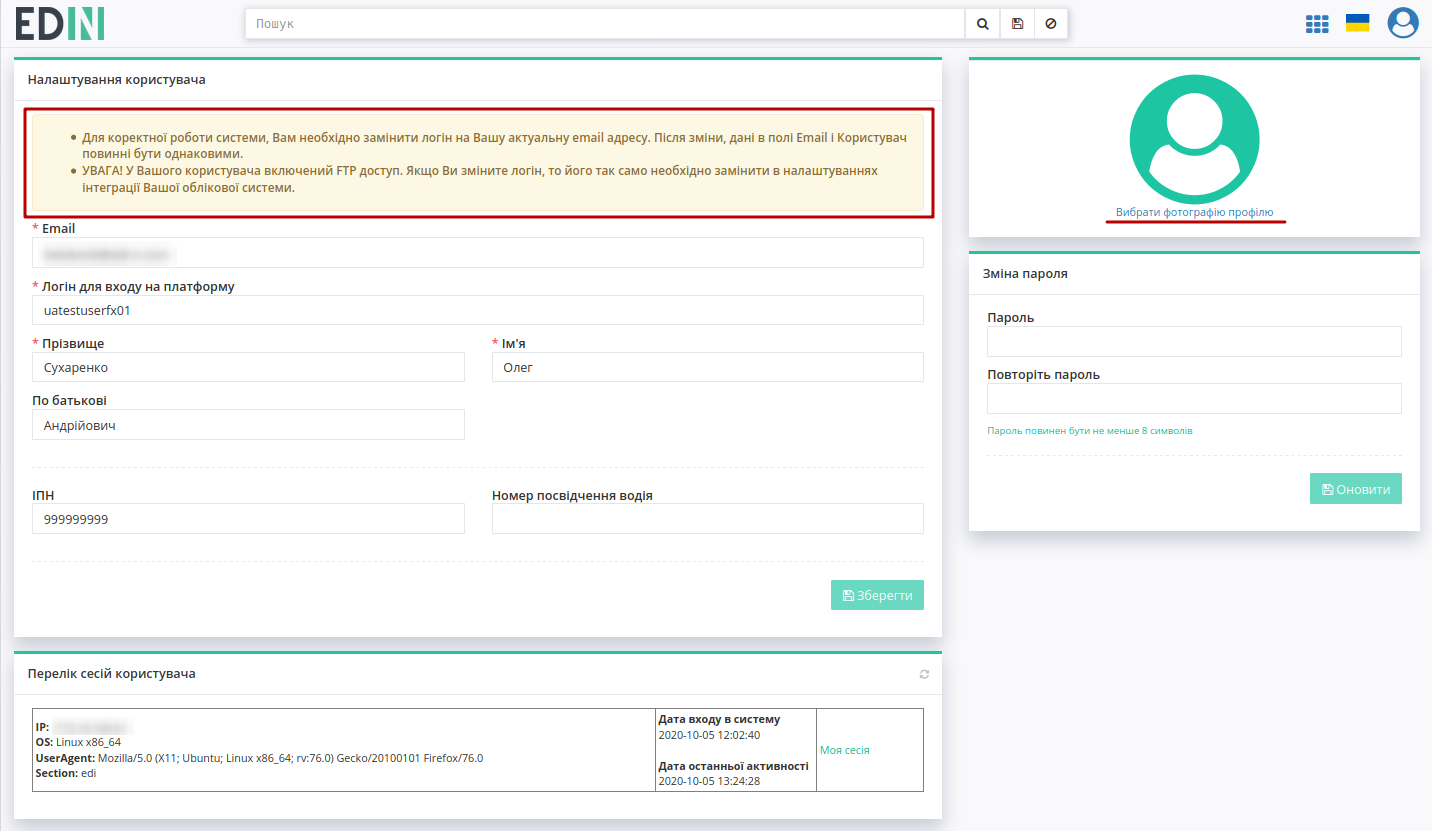 EDIN
Пошук
Налаштування користувача
Для коректної роботи системи, Вам необхідно замінити логін на Вашу актуальну email адресу. Після зміни, дані в полі Email і Користувач
повинні бути однаковими.
УВАГА! У Вашого користувача включений FTP доступ. Якщо Ви зміните логін, то його так само необхідно замінити в налаштуваннях
інтеграції Вашої облікової системи.
* Email
* Логін для входу на платформу
uatestuserfx01
* Прізвище
* Ім'я
Сухаренко
Олег
По батькові
Андрійович
ІПН
Номер посвідчення водія
999999999
Зберегти
Вибрати фотографію профілю
Зміна пароля
Пароль
Повторіть пароль
Пароль повинен бути не менше 8 символів
Оновити
Перелік сесій користувача
IP:
OS: Linux x86_64
UserAgent: Mozilla/5.0 (X11; Ubuntu; Linux x86_64; rv:76.0) Gecko/20100101 Firefox/76.0
Section: edi
Дата входу в систему
2020-10-05 12:02:40
Дата останньої активності
2020-10-05 13:24:28
Моя сесія